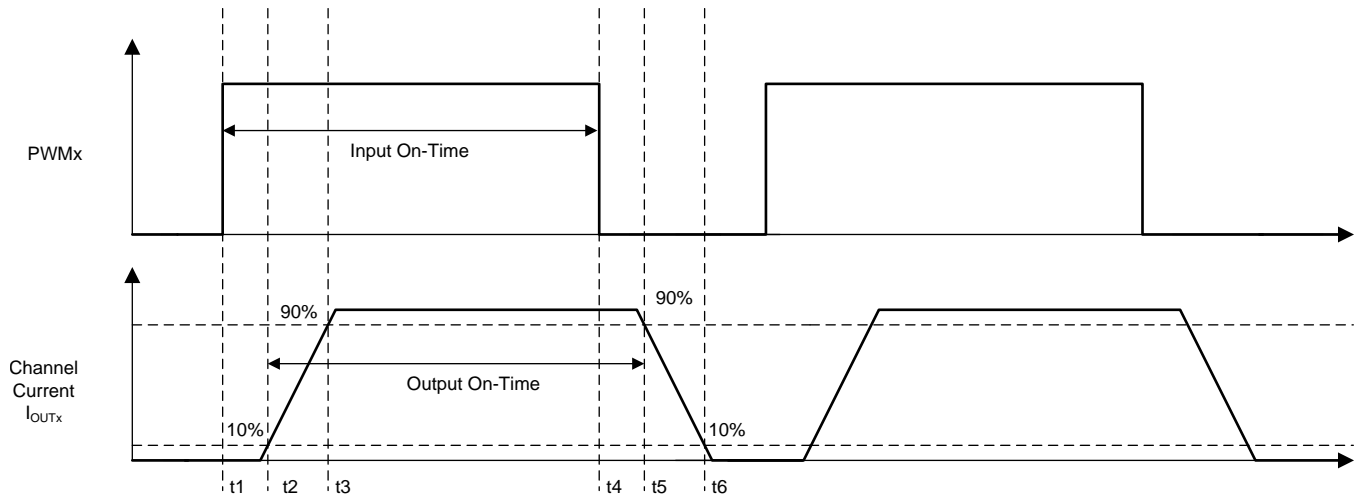 PWMx
Input On-Time
90%
90%
Channel
Current
IOUTx
Output On-Time
10%
10%
t1
t2
t3
t4
t5
t6